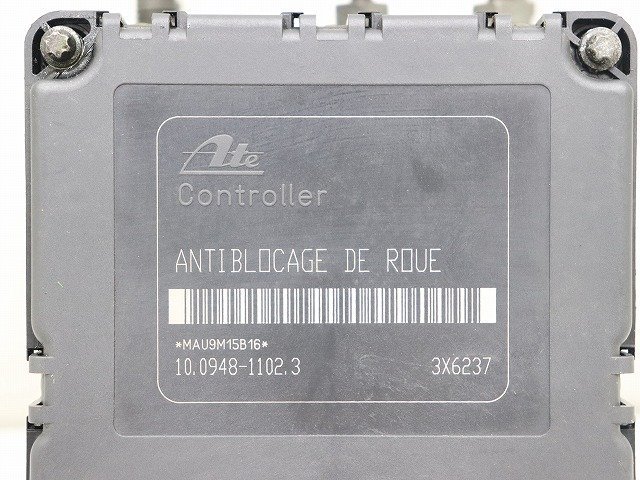 Ate
Controller
ANTIBLOCAGE DE ROUE
*MAU9M15B16*
10.0948-1102.3 3X6237